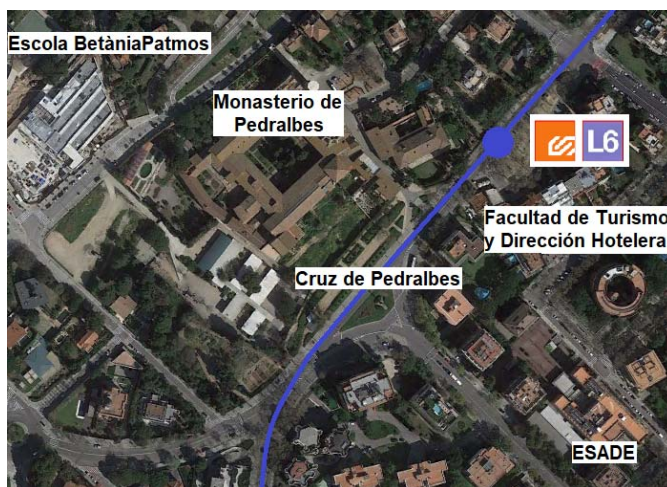 Escola BetàniaPatmos
Monasterio de
Pedralbes
L6
Facultad de Turismo
y Dirección Hotelera
Cruz de Pedralbes
ESADE